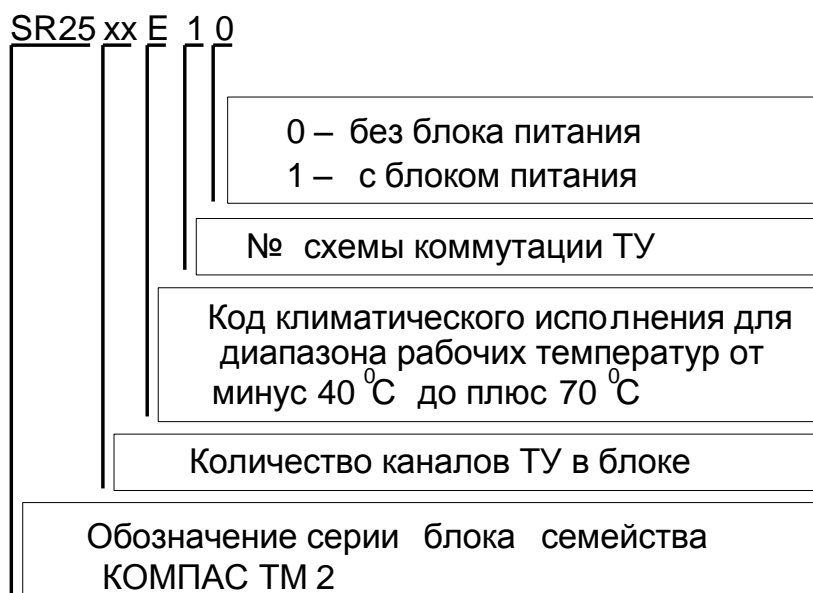 SR25 xx E 1 0
0 – без блока питания
1 – с блоком питания
№ схемы коммутации ТУ
Код климатического исполнения для
диапазона рабочих температур от
минус 40 ⁰C до плюс 70 ⁰C
Количество каналов ТУ в блоке
Обозначение серии блока семейства
КОМПАС ТМ 2